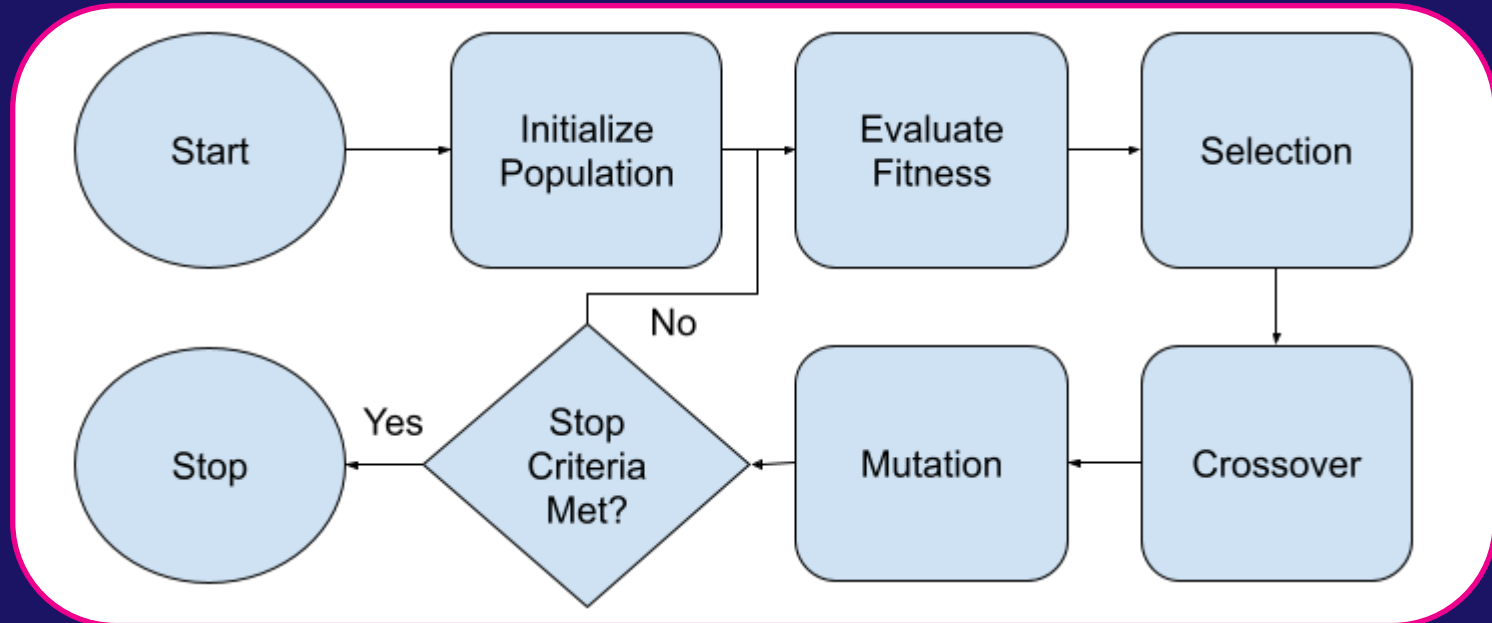 Start
Initialize
Population
Evaluate
Fitness
Selection
No
Yes
Stop
Stop
Criteria
Met?
Mutation
Crossover